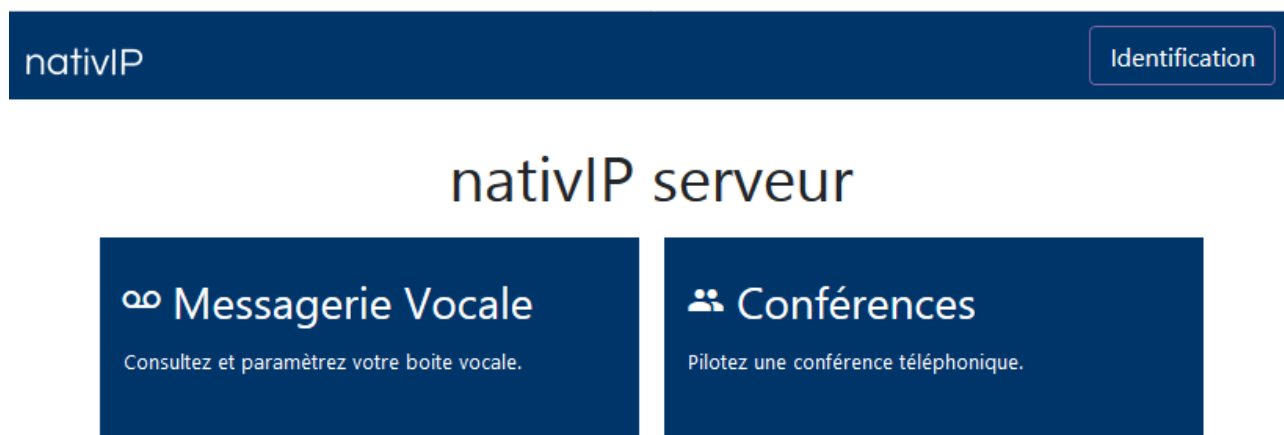 nativIP
Identification
nativIP serveur
Messagerie Vocale
Consultez et paramètrez votre boite vocale.
Conférences
Pilotez une conférence téléphonique.